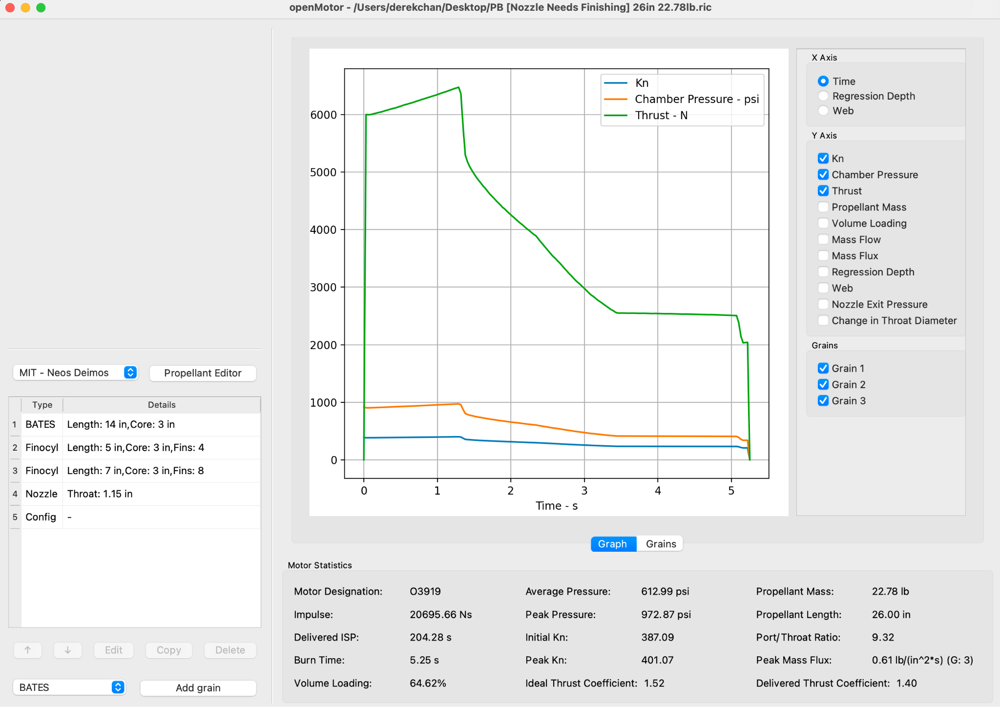 openMotor - /Users/derekchan/Desktop/PB [Nozzle Needs Finishing] 26in 22.78lb.ric
MIT - Neos Deimos
Propellant Editor
Type Details
1 BATES Length: 14 in,Core: 3 in
2 Finocyl Length: 5 in,Core: 3 in,Fins: 4
3 Finocyl Length: 7 in,Core: 3 in,Fins: 8
4 Nozzle Throat: 1.15 in
5 Config -
↑ ↓ Edit Copy Delete
BATES Add grain
Kn
Chamber Pressure - psi
Thrust - N
6000
5000
4000
3000
2000
1000
0
0 1 2 3 4 5
Time - s
X Axis
Time
Regression Depth
Web
Y Axis
Kn
Chamber Pressure
Thrust
Propellant Mass
Volume Loading
Mass Flow
Mass Flux
Regression Depth
Web
Nozzle Exit Pressure
Change in Throat Diameter
Grains
Grain 1
Grain 2
Grain 3
Graph Grains
Motor Statistics
Motor Designation: O3919 Average Pressure: 612.99 psi Propellant Mass: 22.78 lb
Impulse: 20695.66 Ns Peak Pressure: 972.87 psi Propellant Length: 26.00 in
Delivered ISP: 204.28 s Initial Kn: 387.09 Port/Throat Ratio: 9.32
Burn Time: 5.25 s Peak Kn: 401.07 Peak Mass Flux: 0.61 lb/(in^2*s) (G: 3)
Volume Loading: 64.62% Ideal Thrust Coefficient: 1.52 Delivered Thrust Coefficient: 1.40